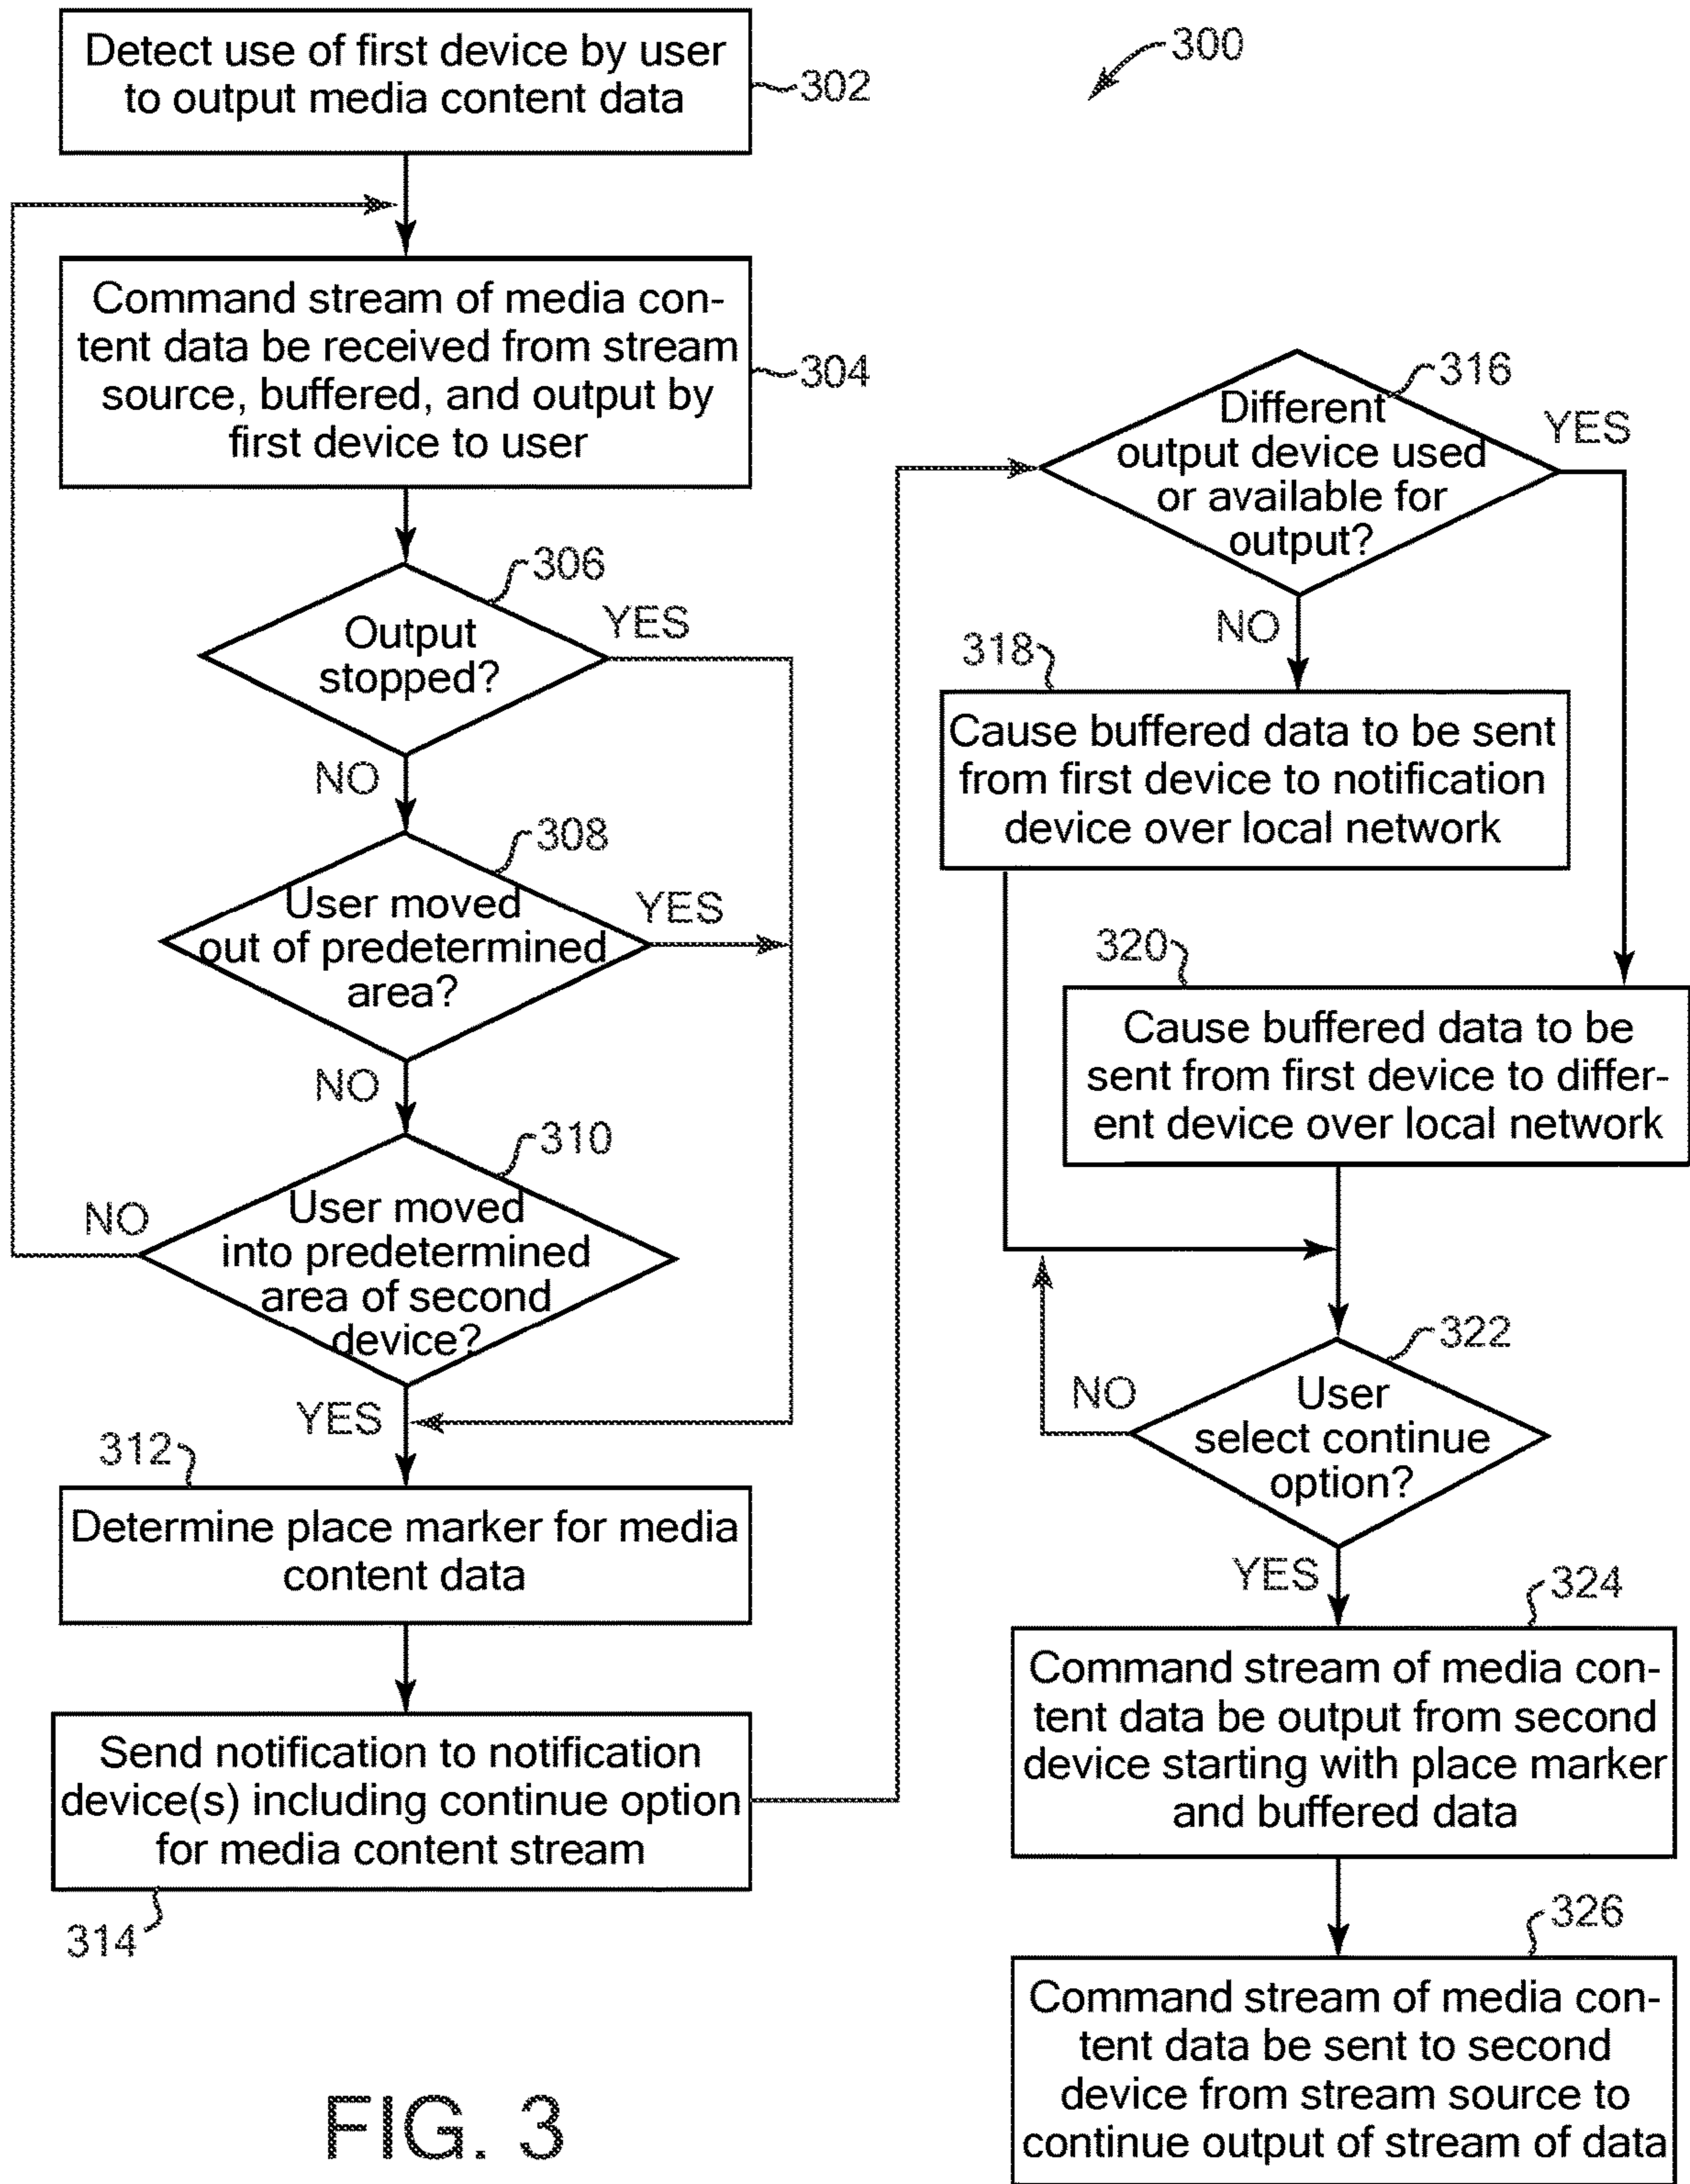 300
Detect use of first device by user
to output media content data
302
Command stream of media con-
tent data be received from stream
source, buffered, and output by
first device to user
304
306
Output
stopped?
YES
NO
308
User moved
out of predetermined
area?
YES
NO
310
User moved
into predetermined
area of second
device?
NO
YES
312
Determine place marker for media
content data
Send notification to notification
device(s) including continue option
for media content stream
314
316
Different
output device used
or available for
output?
YES
NO
318
Cause buffered data to be sent
from first device to notification
device over local network
320
Cause buffered data to be
sent from first device to differ-
ent device over local network
322
User
select continue
option?
NO
YES
324
Command stream of media con-
tent data be output from second
device starting with place marker
and buffered data
326
Command stream of media con-
tent data be sent to second
device from stream source to
continue output of stream of data
FIG. 3